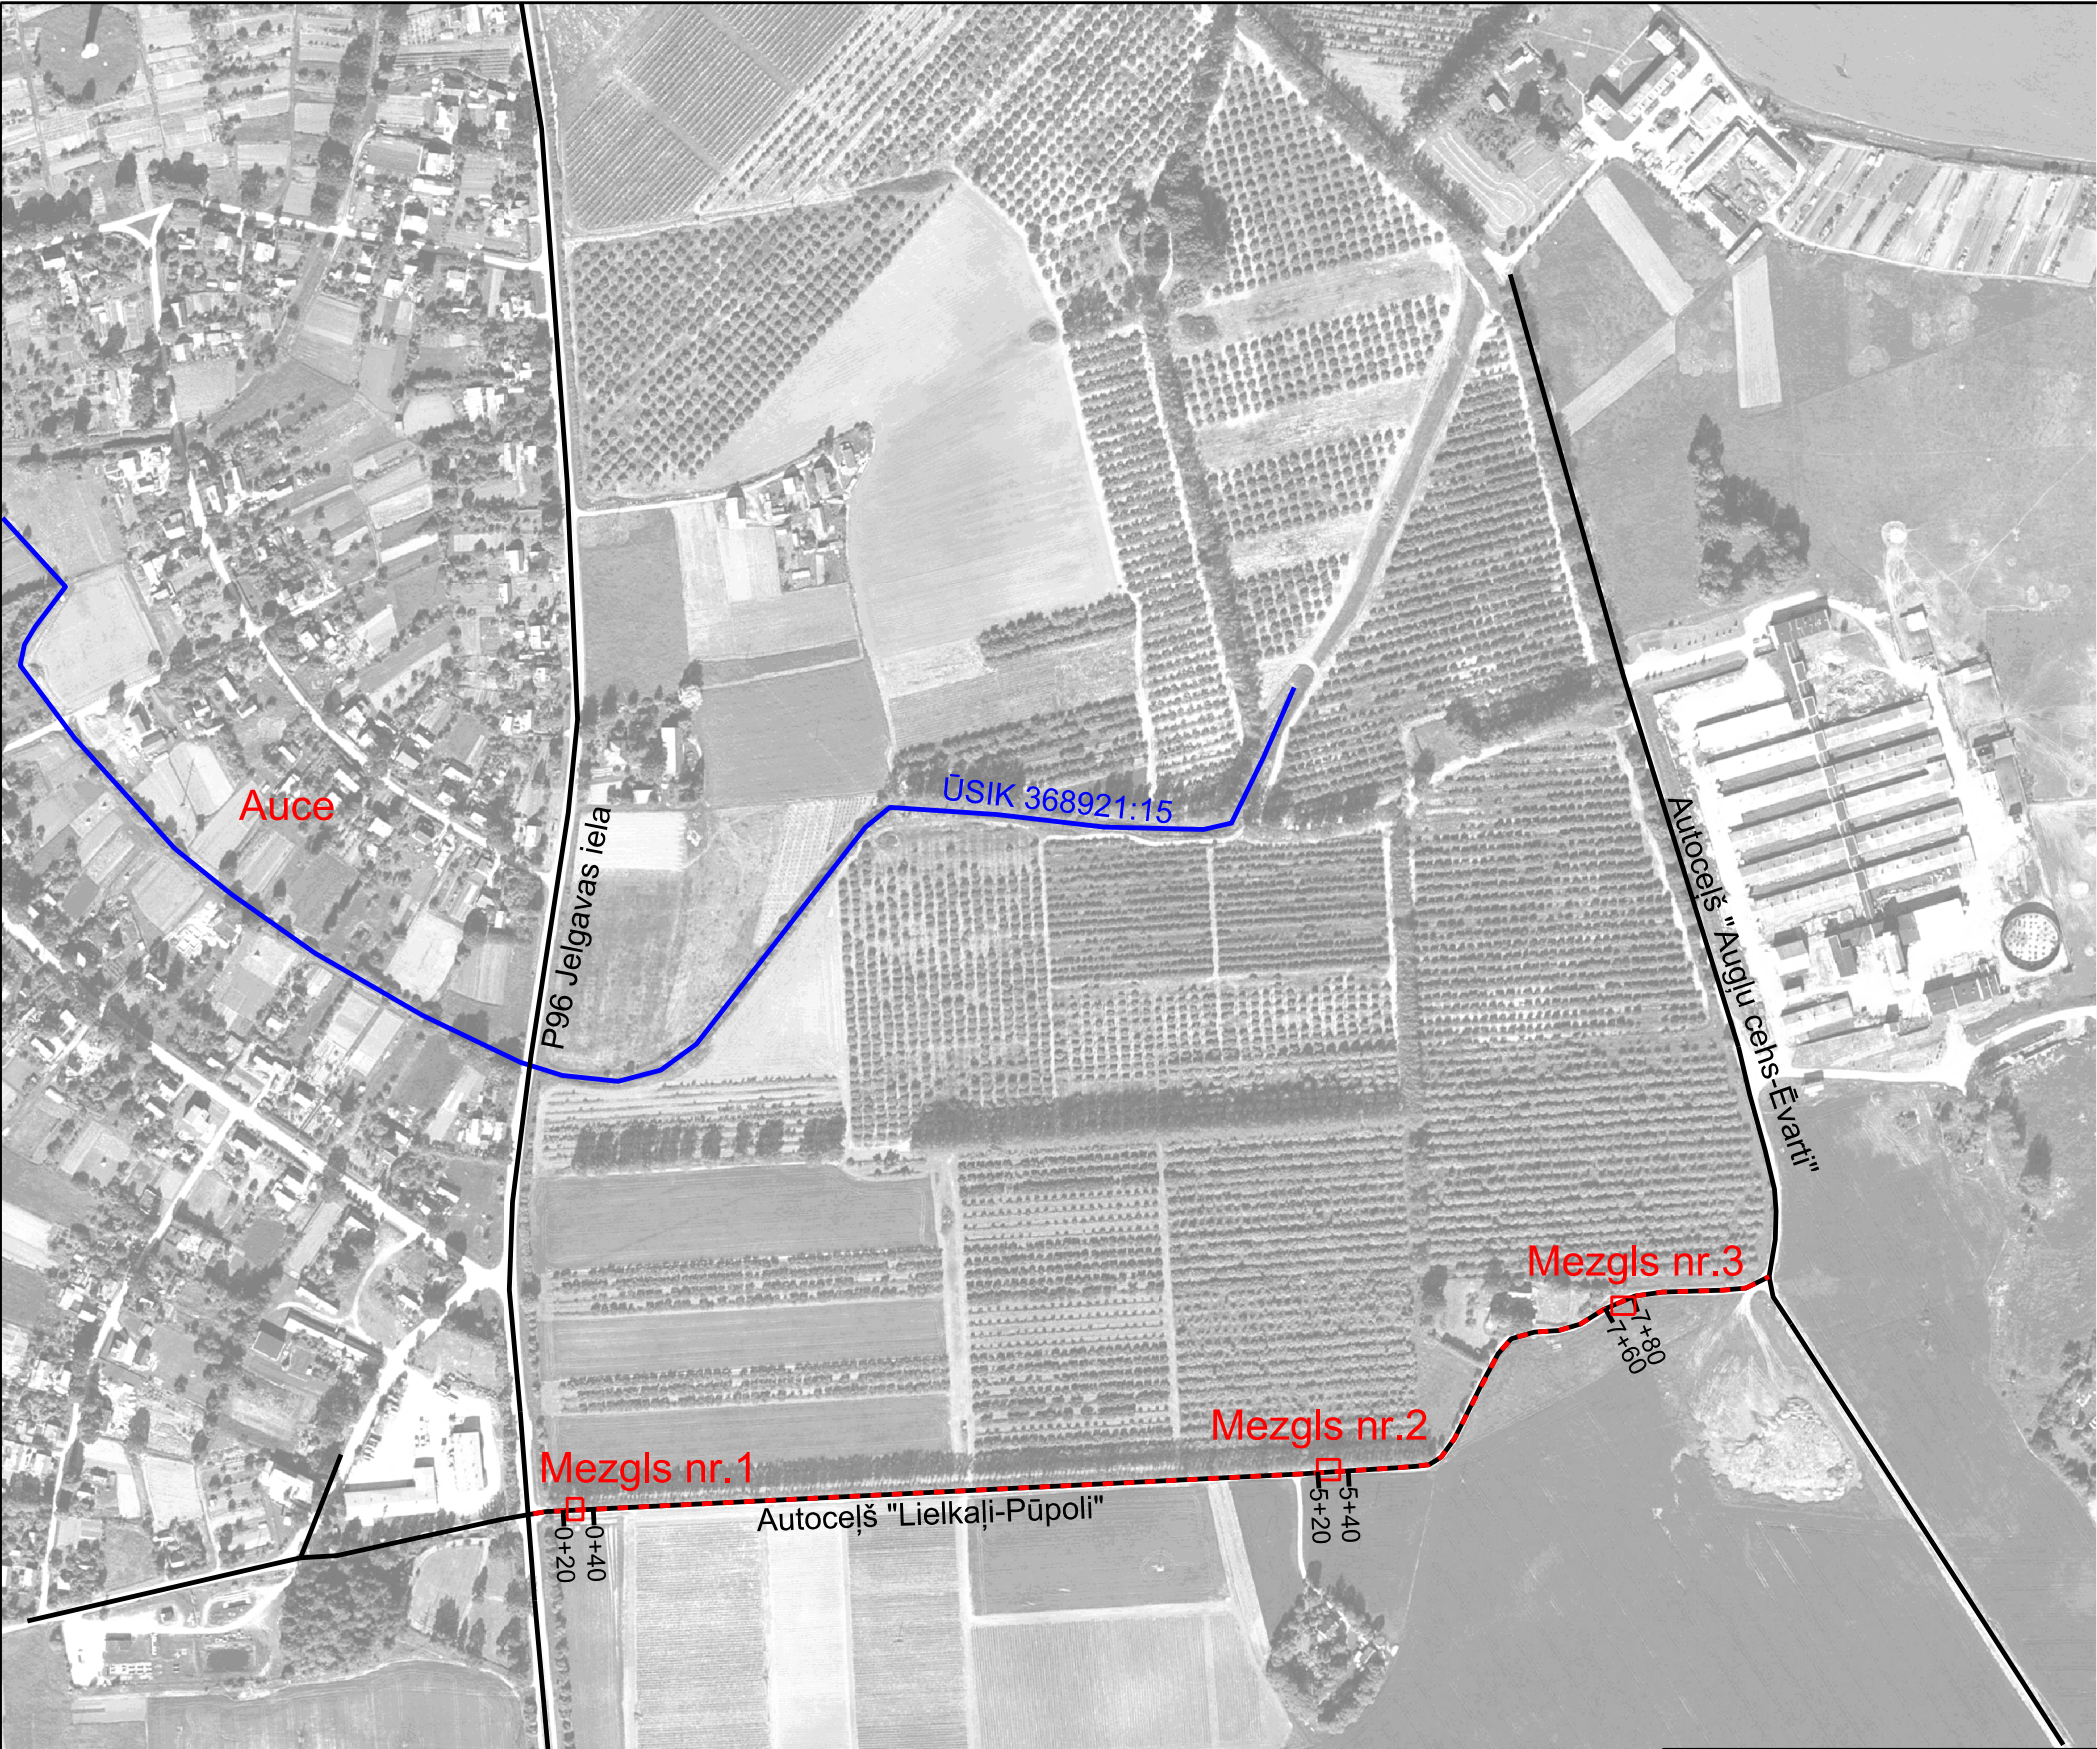 ŪSIK 368921:15
Auce
P96 Jelgavas iela
Autoceļš "Augļu cehs-Ēvarti"
Mezgls nr.3
7+80
7+60
Mezgls nr.2
Mezgls nr.1
5+20
5+40
Autoceļš "Lielkaļi-Pūpoli"
0+20
0+40